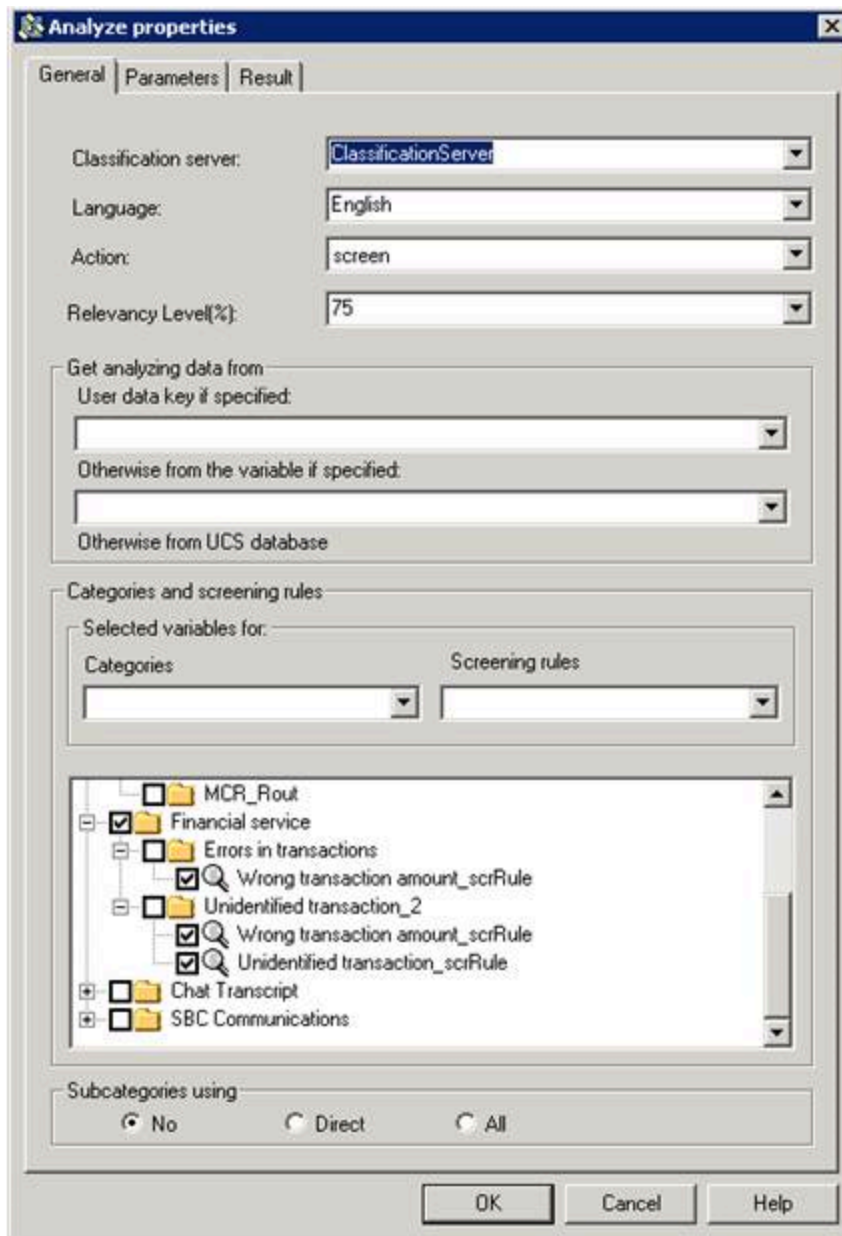 Analyze properties
General Parameters Result
Classification server: ClassificationServer
Language: English
Action: screen
Relevancy Level(%): 75
Get analyzing data from
User data key if specified:
Otherwise from the variable if specified:
Otherwise from UCS database
Categories and screening rules
Selected variables for:
Categories Screening rules
MCR_Rout
Financial service
Errors in transactions
Wrong transaction amount_scrRule
Unidentified transaction_2
Wrong transaction amount_scrRule
Unidentified transaction_scrRule
Chat Transcript
SBC Communications
Subcategories using
No Direct All
OK Cancel Help